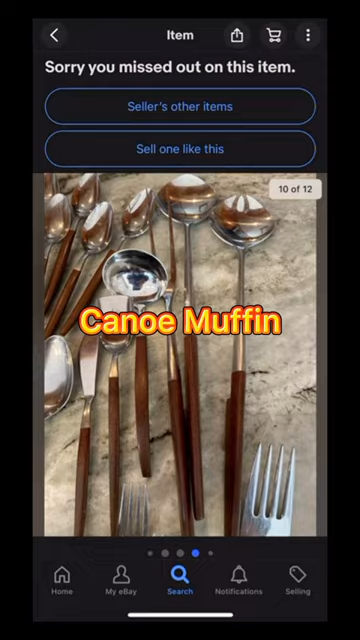 Item
Sorry you missed out on this item.
Seller's other items
Sell one like this
10 of 12
Canoe Muffin
Home
My eBay
Search
Notifications
Selling